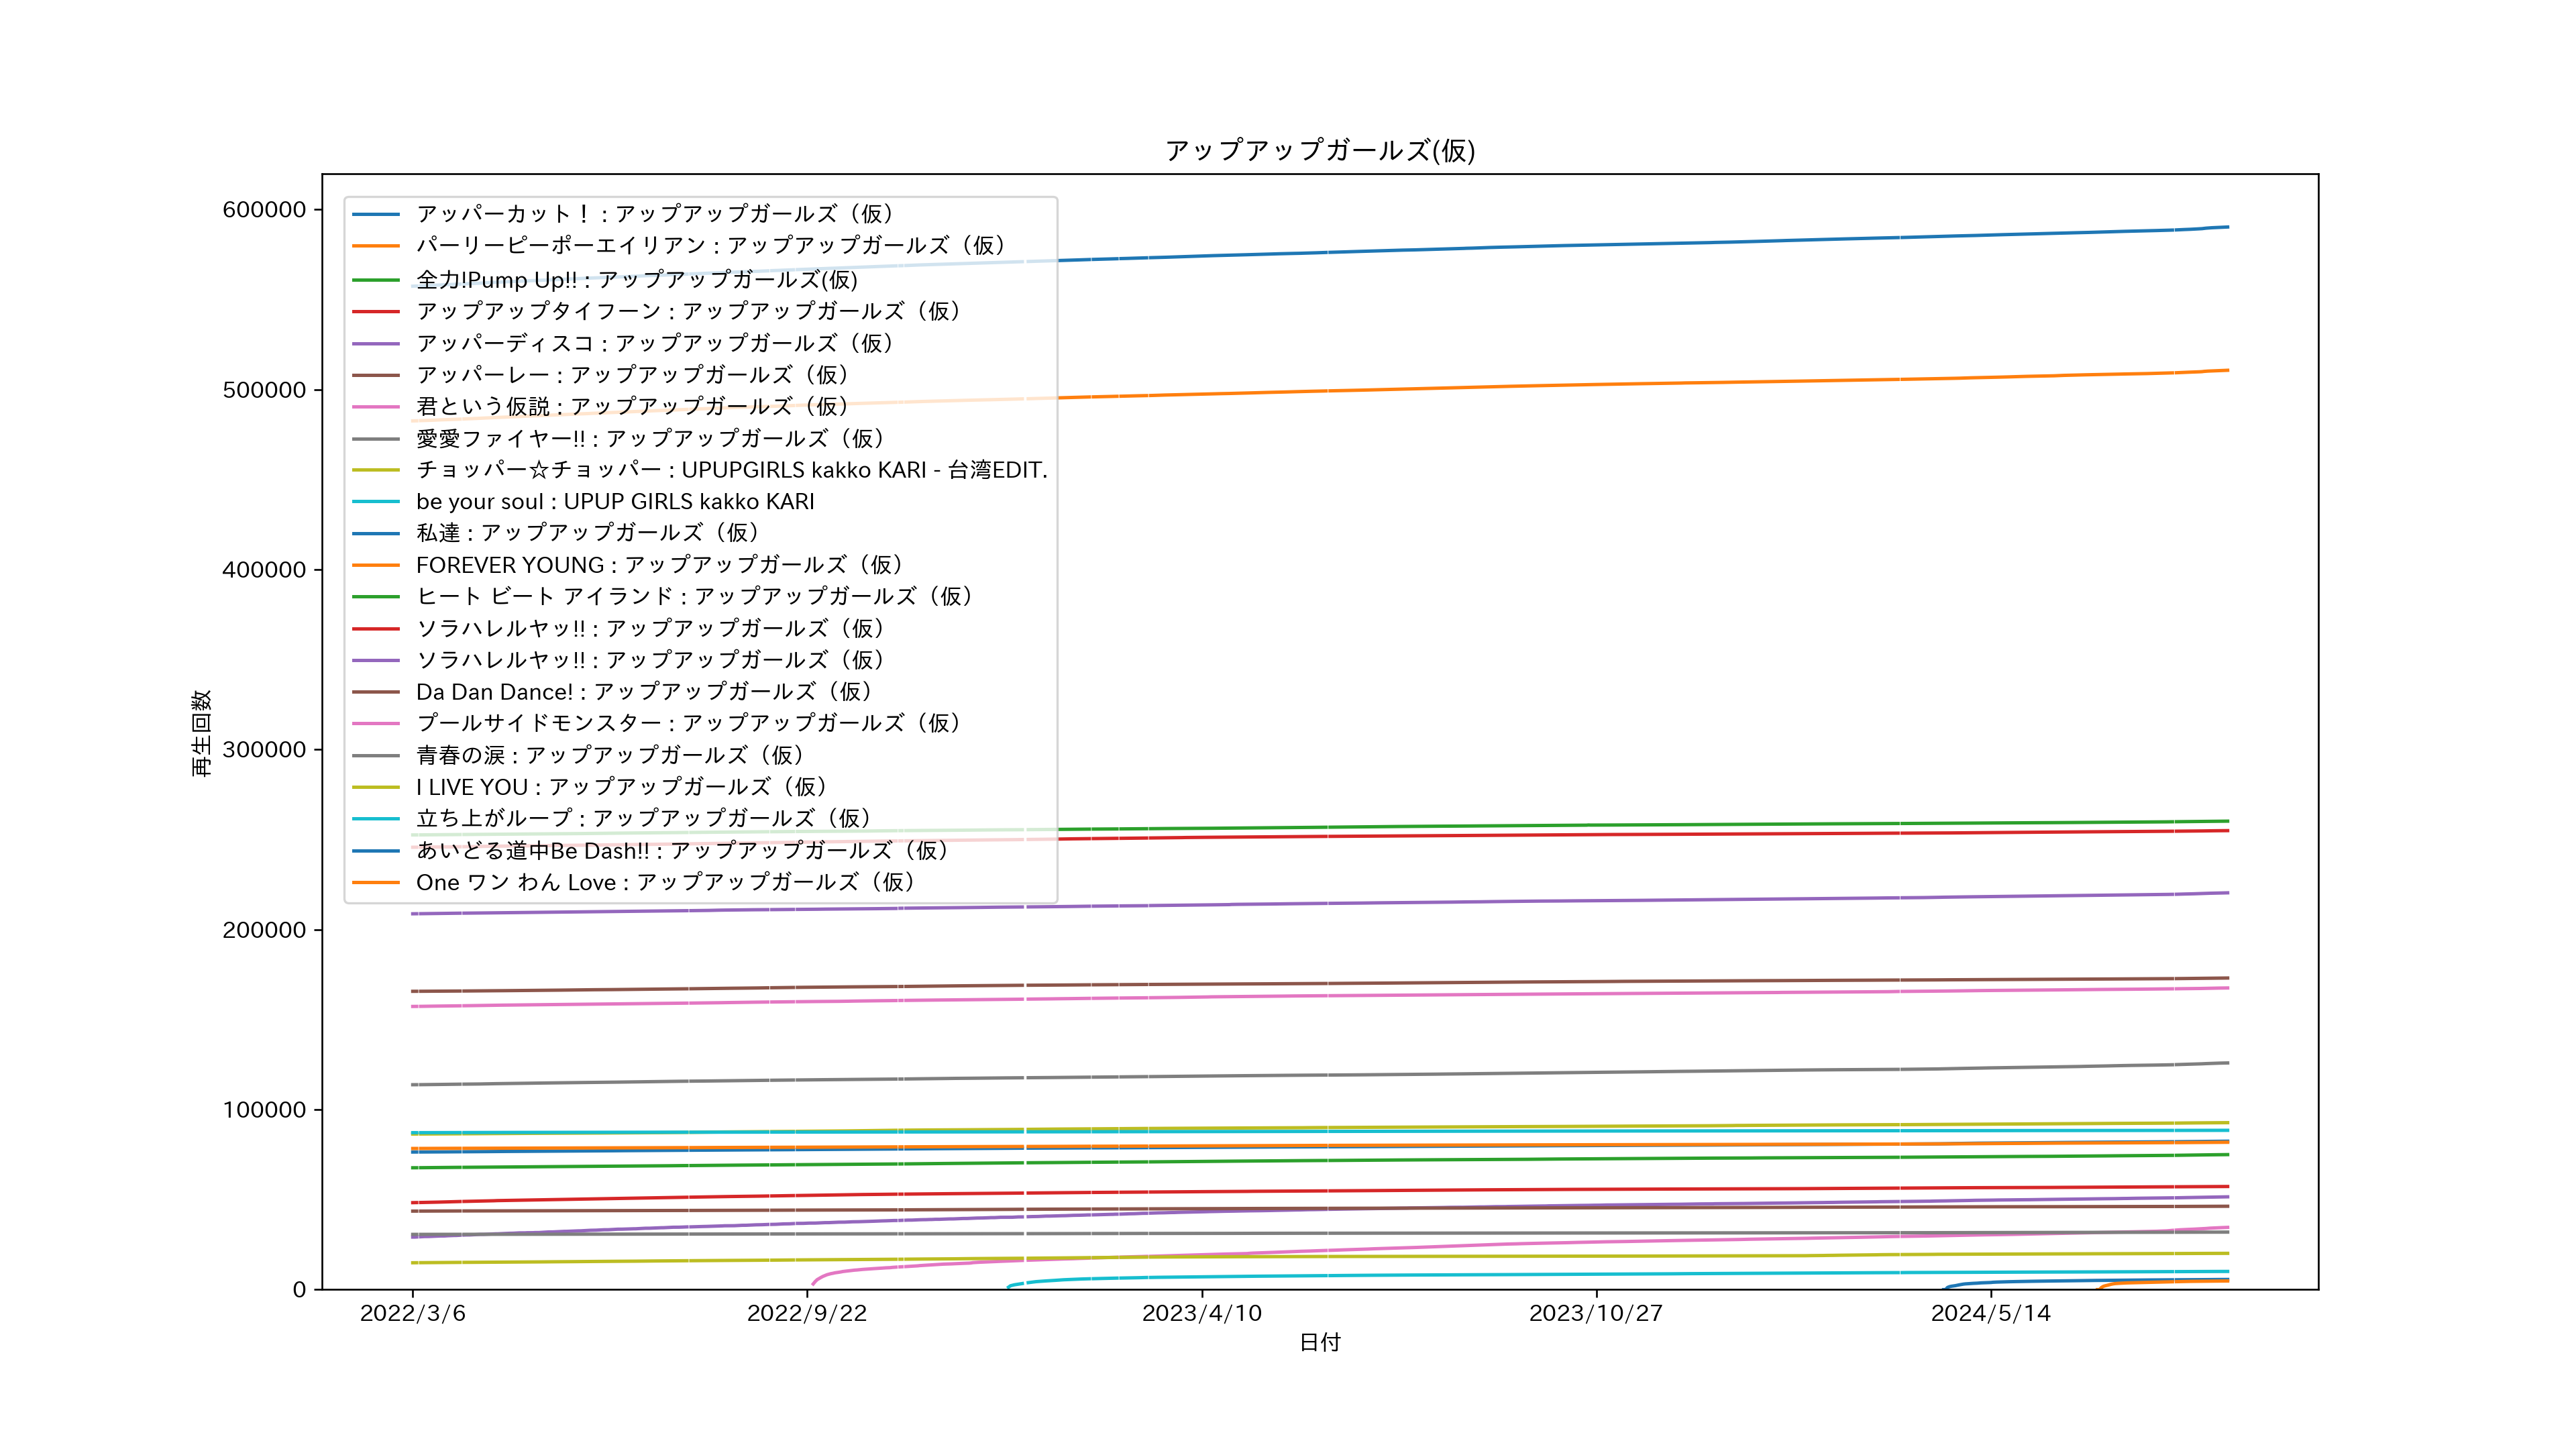 アップアップガールズ(仮)
600000
500000
400000
300000
200000
100000
0
再生回数
アッパーカット！ : アップアップガールズ（仮）
パーリーピーポーエイリアン : アップアップガールズ（仮）
全力!Pump Up!! : アップアップガールズ(仮)
アップアップタイフーン : アップアップガールズ（仮）
アッパーディスコ : アップアップガールズ（仮）
アッパーレー : アップアップガールズ（仮）
君という仮説 : アップアップガールズ（仮）
愛愛ファイヤー!! : アップアップガールズ（仮）
チョッパー☆チョッパー : UPUPGIRLS kakko KARI - 台湾EDIT.
be your soul : UPUP GIRLS kakko KARI
私達 : アップアップガールズ（仮）
FOREVER YOUNG : アップアップガールズ（仮）
ヒート ビート アイランド : アップアップガールズ（仮）
ソラハレルヤッ!! : アップアップガールズ（仮）
ソラハレルヤッ!! : アップアップガールズ（仮）
Da Dan Dance! : アップアップガールズ（仮）
プールサイドモンスター : アップアップガールズ（仮）
青春の涙 : アップアップガールズ（仮）
I LIVE YOU : アップアップガールズ（仮）
立ち上がループ : アップアップガールズ（仮）
あいどる道中Be Dash!! : アップアップガールズ（仮）
One ワン わん Love : アップアップガールズ（仮）
2022/3/6
2022/9/22
2023/4/10
2023/10/27
2024/5/14
日付